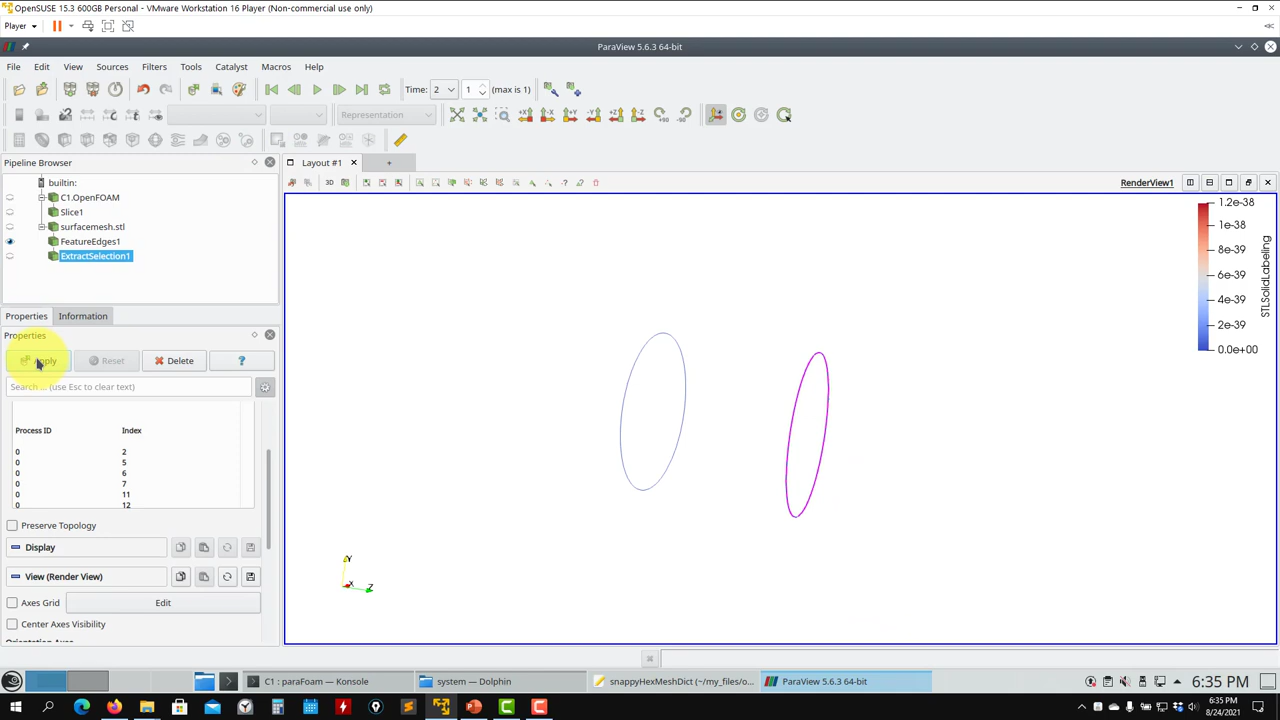 OpenSUSE 15.3 600GB Personal - VMware Workstation 16 Player (Non-commercial use only)
Player
ParaView 5.6.3 64-bit
File Edit View Sources Filters Tools Catalyst Macros Help
Time: 2 1 (max is 1)
Representation
+X -X +Y -Y +Z -Z +90 -90
Pipeline Browser
Layout #1 +
builtin:
3D RenderView1
C1.OpenFOAM
Slice1
surfacemesh.stl
FeatureEdges1
ExtractSelection1
1.2e-38
1e-38
8e-39
6e-39
4e-39
2e-39
0.0e+00
STLSolidLabeling
Properties Information
Properties
Apply Reset Delete ?
Search ... (use Esc to clear text)
Process ID Index
0 2
0 5
0 6
0 7
0 11
0 12
Preserve Topology
Display
View (Render View)
Axes Grid Edit
Center Axes Visibility
Y
X
Z
C1 : paraFoam — Konsole system — Dolphin snappyHexMeshDict (~/my_files/o... ParaView 5.6.3 64-bit 6:35 PM
6:35 PM
8/24/2021